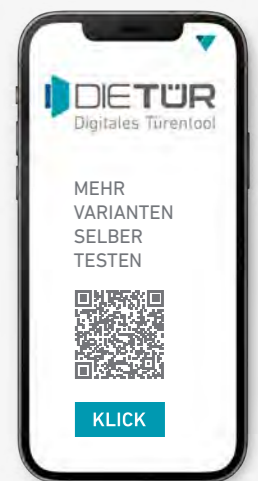 DIETÜR
Digitales Türentool
MEHR
VARIANTEN
SELBER
TESTEN
KLICK